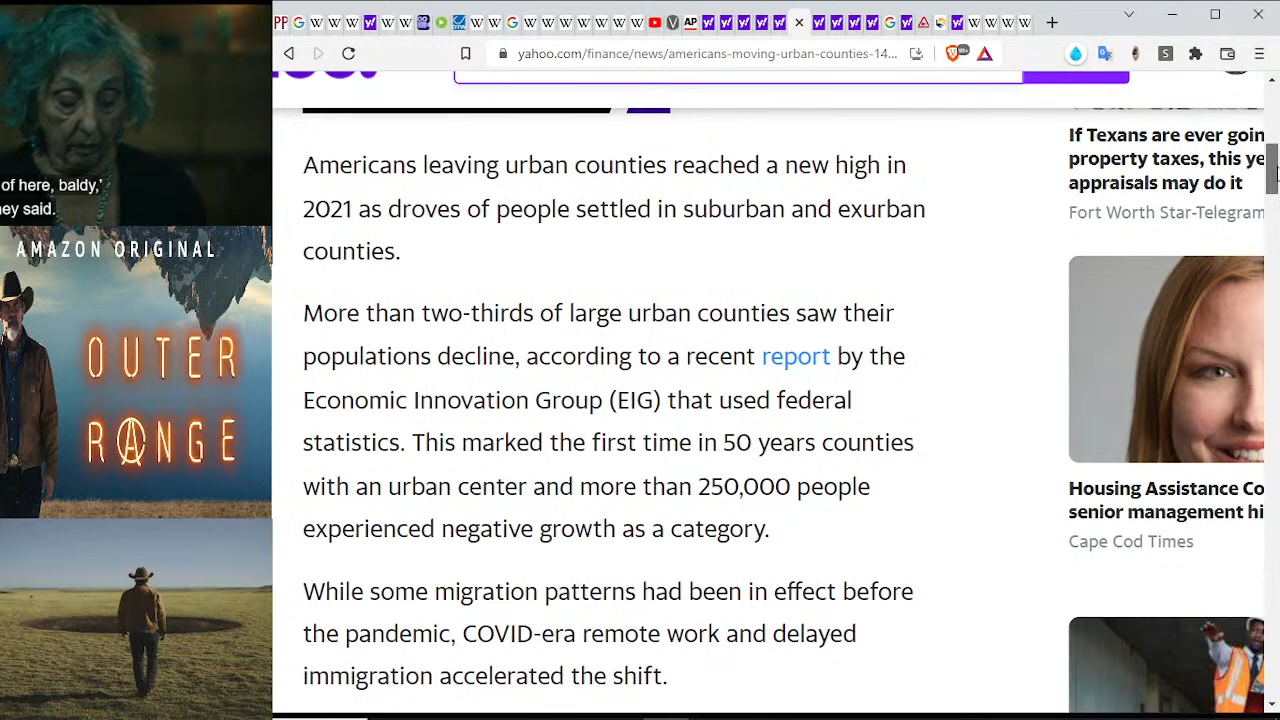 of here, baldy,'
ey said.
AMAZON ORIGINAL
OUTER
RANGE
yahoo.com/finance/news/americans-moving-urban-counties-14...
99+
Americans leaving urban counties reached a new high in
2021 as droves of people settled in suburban and exurban
counties.
More than two-thirds of large urban counties saw their
populations decline, according to a recent report by the
Economic Innovation Group (EIG) that used federal
statistics. This marked the first time in 50 years counties
with an urban center and more than 250,000 people
experienced negative growth as a category.
While some migration patterns had been in effect before
the pandemic, COVID-era remote work and delayed
immigration accelerated the shift.
If Texans are ever goin
property taxes, this ye
appraisals may do it
Fort Worth Star-Telegram
Housing Assistance Co
senior management hi
Cape Cod Times